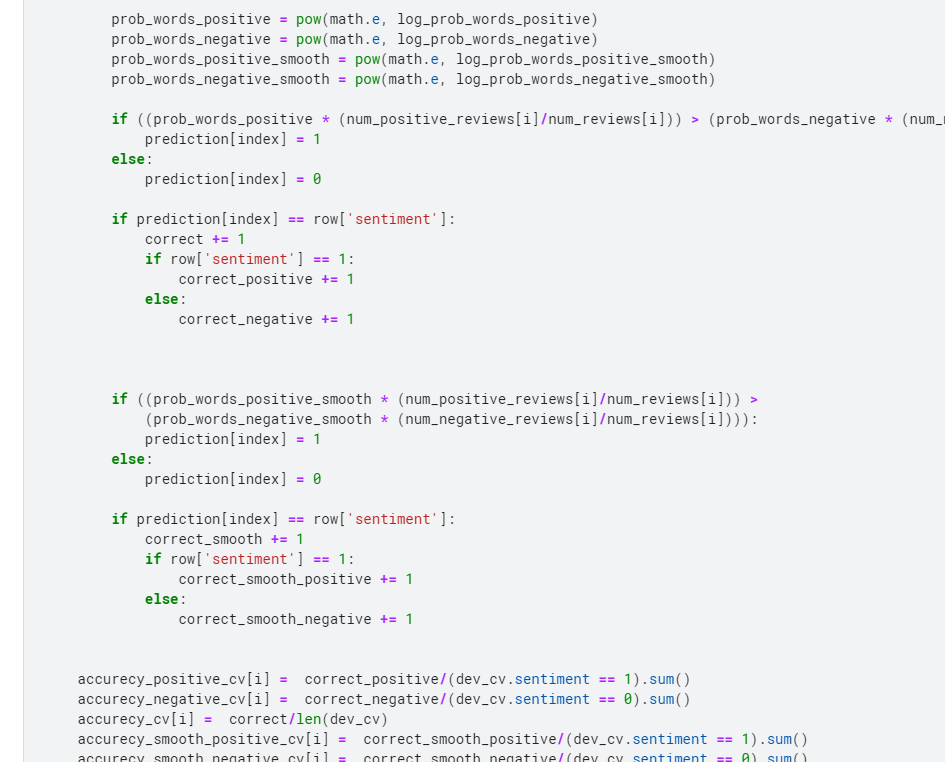 prob_words_positive = pow(math.e, log_prob_words_positive)
prob_words_negative = pow(math.e, log_prob_words_negative)
prob_words_positive_smooth = pow(math.e, log_prob_words_positive_smooth)
prob_words_negative_smooth = pow(math.e, log_prob_words_negative_smooth)
if ((prob_words_positive * (num_positive_reviews[i]/num_reviews[i])) > (prob_words_negative * (num_
prediction[index] = 1
else:
prediction[index] = 0
if prediction[index] == row['sentiment']:
correct += 1
if row['sentiment'] == 1:
correct_positive += 1
else:
correct_negative += 1
if ((prob_words_positive_smooth * (num_positive_reviews[i]/num_reviews[i])) >
(prob_words_negative_smooth * (num_negative_reviews[i]/num_reviews[i]))):
prediction[index] = 1
else:
prediction[index] = 0
if prediction[index] == row['sentiment']:
correct_smooth += 1
if row['sentiment'] == 1:
correct_smooth_positive += 1
else:
correct_smooth_negative += 1
accurecy_positive_cv[i] =  correct_positive/(dev_cv.sentiment == 1).sum()
accurecy_negative_cv[i] =  correct_negative/(dev_cv.sentiment == 0).sum()
accurecy_cv[i] =  correct/len(dev_cv)
accurecy_smooth_positive_cv[i] =  correct_smooth_positive/(dev_cv.sentiment == 1).sum()
accurecy_smooth_negative_cv[i] =  correct_smooth_negative/(dev_cv.sentiment == 0).sum()